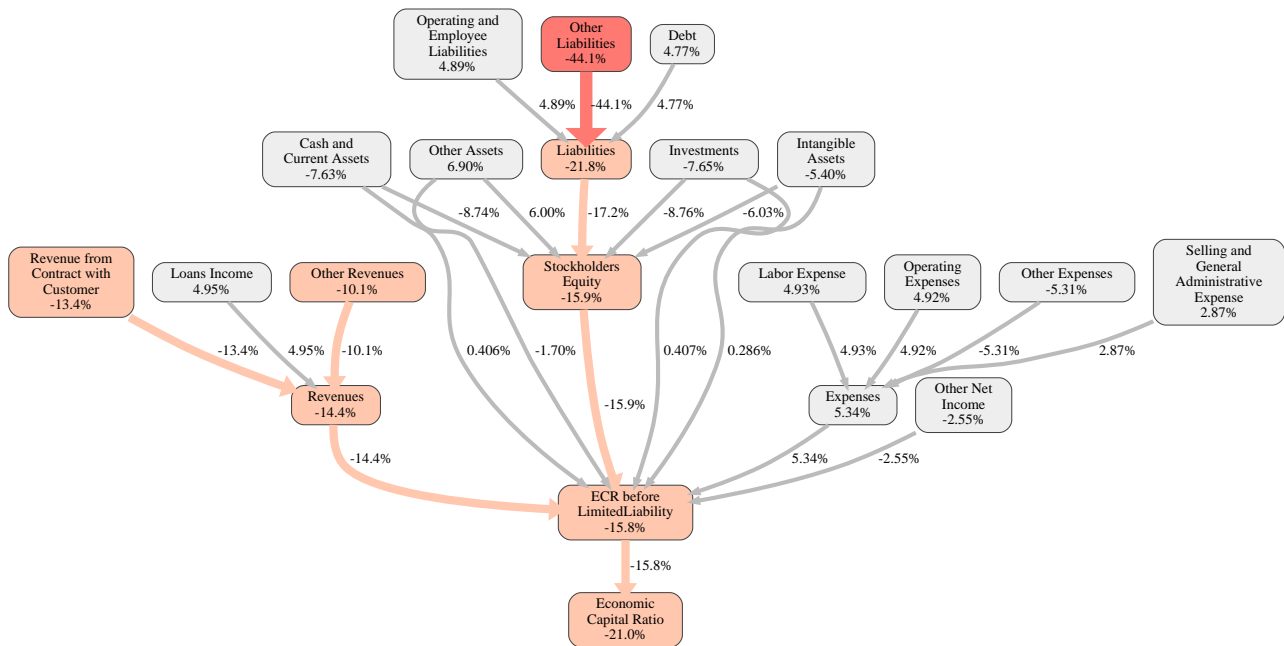 Operating and
Employee
Liabilities
4.89%
Other
Liabilities
-44.1%
Debt
4.77%
4.89%
-44.1%
4.77%
Cash and
Current Assets
-7.63%
Other Assets
6.90%
Liabilities
-21.8%
Investments
-7.65%
Intangible
Assets
-5.40%
-8.74%
6.00%
-17.2%
-8.76%
-6.03%
Revenue from
Contract with
Customer
-13.4%
Loans Income
4.95%
Other Revenues
-10.1%
Stockholders
Equity
-15.9%
Labor Expense
4.93%
Operating
Expenses
4.92%
Other Expenses
-5.31%
Selling and
General
Administrative
Expense
2.87%
-13.4%
4.95%
-10.1%
0.406%
-1.70%
0.407%
0.286%
4.93%
4.92%
-5.31%
2.87%
Revenues
-14.4%
-15.9%
Expenses
5.34%
Other Net
Income
-2.55%
-14.4%
5.34%
-2.55%
ECR before
LimitedLiability
-15.8%
-15.8%
Economic
Capital Ratio
-21.0%